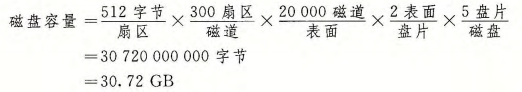 磁盘容量 = 512 字节/扇区 × 300 扇区/磁道 × 20 000 磁道/表面 × 2 表面/盘片 × 5 盘片/磁盘
=30 720 000 000 字节
=30.72 GB